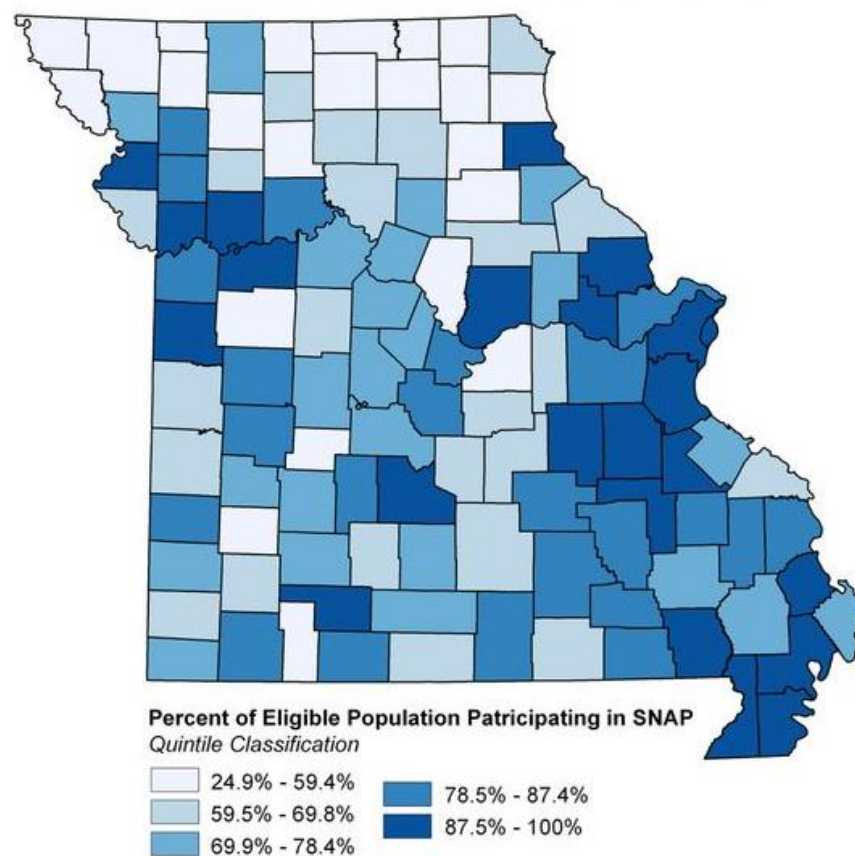 Percent of Eligible Population Patricipating in SNAP
Quintile Classification
24.9% - 59.4%
59.5% - 69.8%
69.9% - 78.4%
78.5% - 87.4%
87.5% - 100%